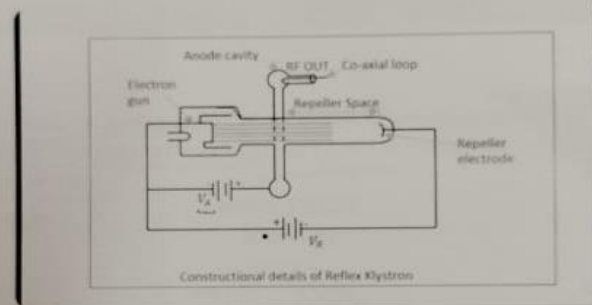 Anode cavity
RF OUT
Co-axial loop
Electron
gun
Repeller Space
Repeller
electrode
V_A
+
+
-
V_R
Constructional details of Reflex Klystron